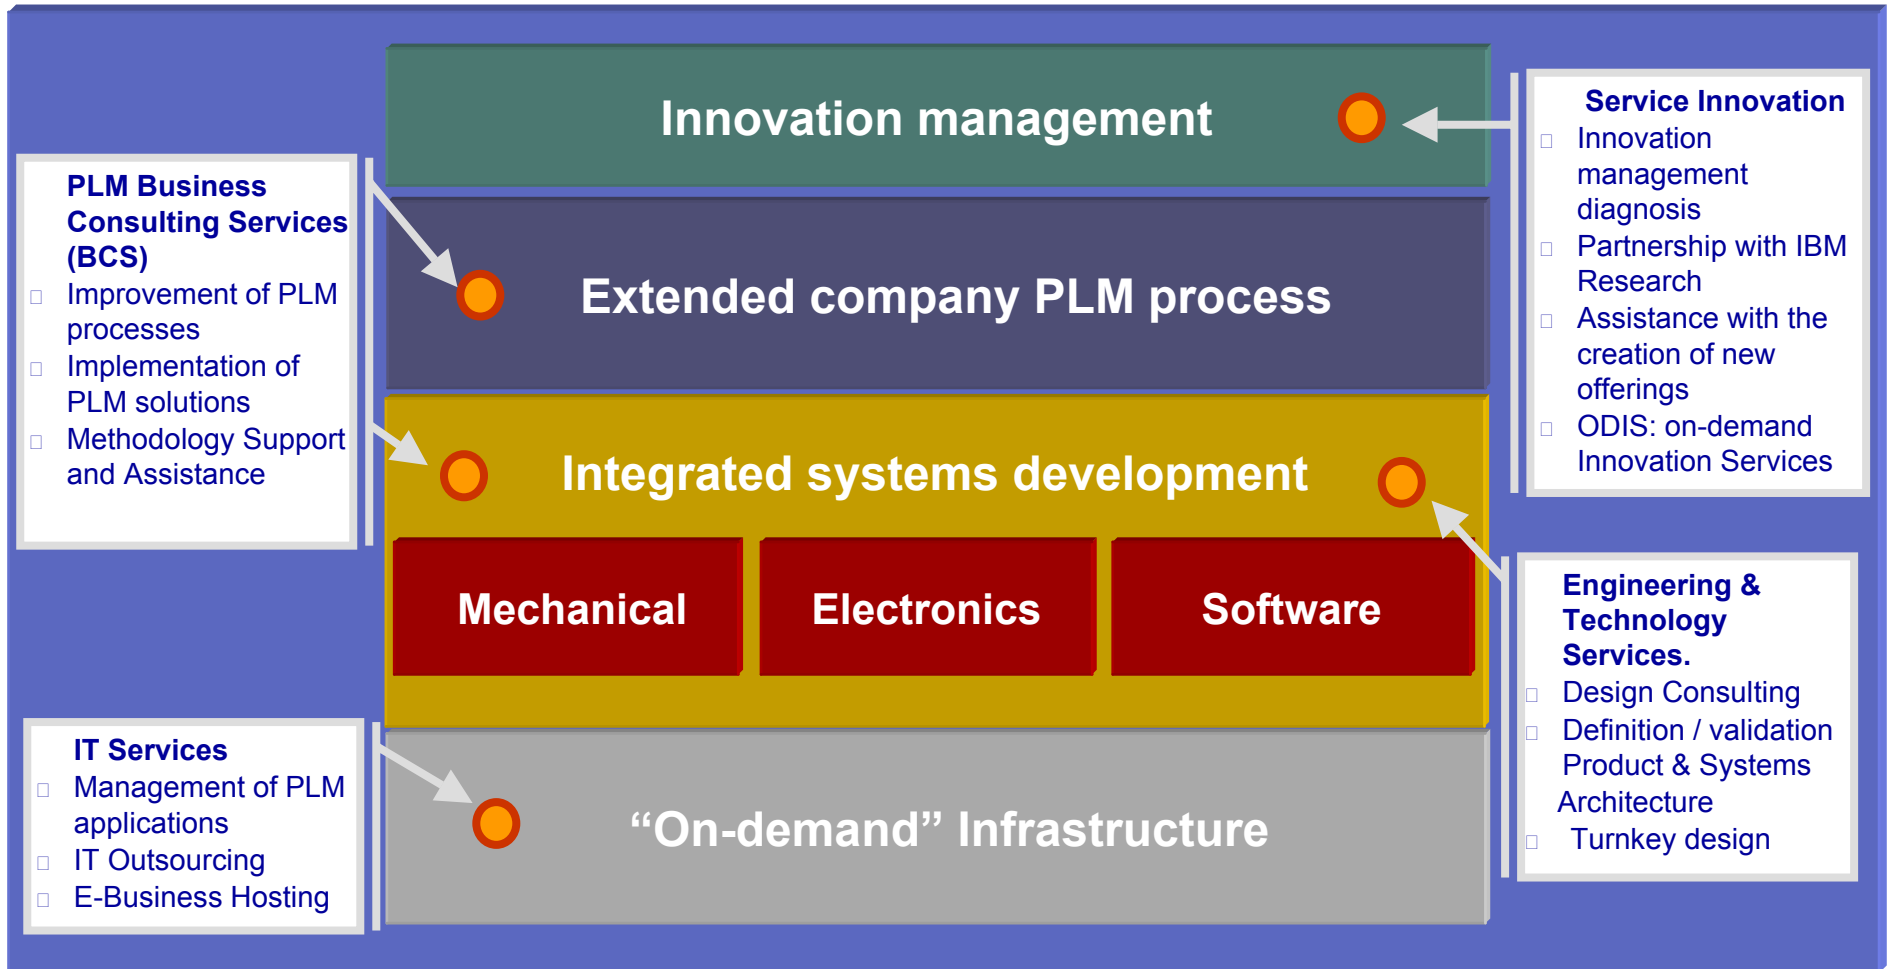 Innovation management
Extended company PLM process
Integrated systems development
Mechanical
Electronics
Software
“On-demand” Infrastructure
PLM Business
Consulting Services
(BCS)
Improvement of PLM
processes
Implementation of
PLM solutions
Methodology Support
and Assistance
IT Services
Management of PLM
applications
IT Outsourcing
E-Business Hosting
Service Innovation
Innovation
management
diagnosis
Partnership with IBM
Research
Assistance with the
creation of new
offerings
ODIS: on-demand
Innovation Services
Engineering &
Technology
Services.
Design Consulting
Definition / validation
Product & Systems
Architecture
Turnkey design